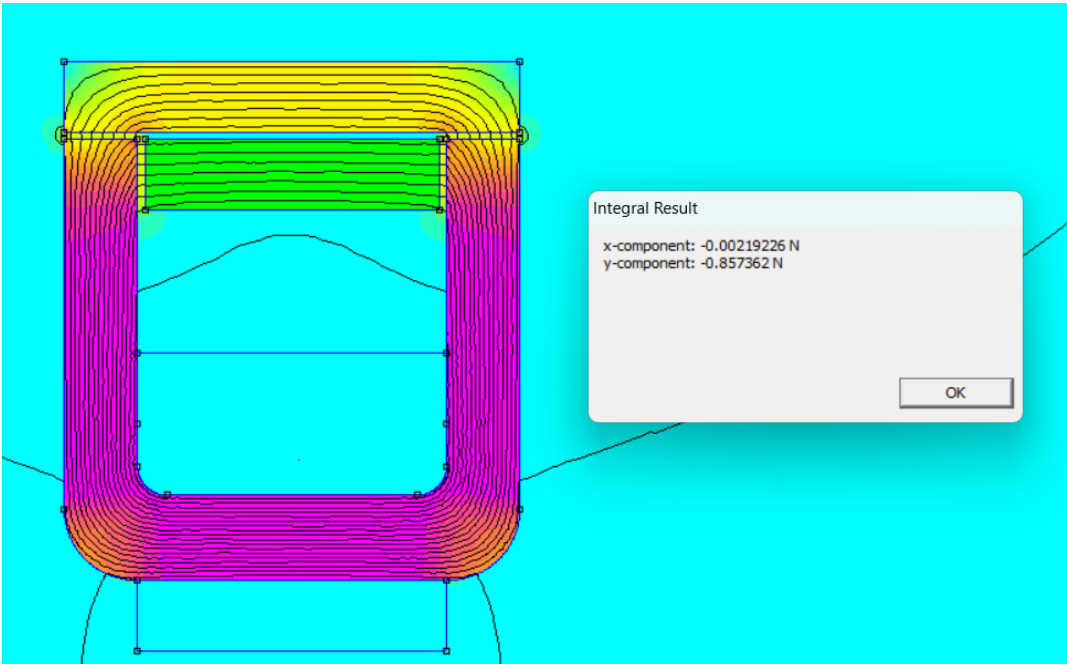 Integral Result
x-component: -0.00219226 N
y-component: -0.857362 N
OK